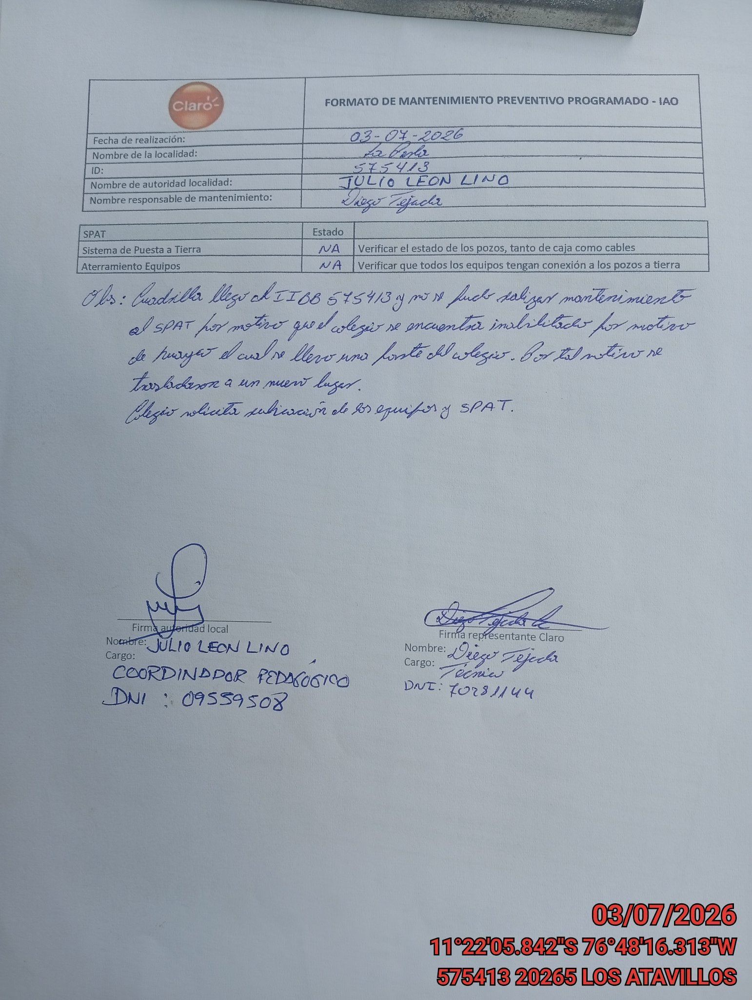 Claro
FORMATO DE MANTENIMIENTO PREVENTIVO PROGRAMADO - IAO
Fecha de realización: 03-07-2026
Nombre de la localidad: La Perla
ID: 575413
Nombre de autoridad localidad: JULIO LEON LINO
Nombre responsable de mantenimiento: Diego Tejada
SPAT Estado
Sistema de Puesta a Tierra NA Verificar el estado de los pozos, tanto de caja como cables
Aterramiento Equipos NA Verificar que todos los equipos tengan conexión a los pozos a tierra
Obs: Cuadrilla llego al IIBB 575413 y no se pudo realizar mantenimiento
al SPAT por motivo que el colegio se encuentra inabilitado por motivo
de huayco el cual se llevo una parte del colegio. Por tal motivo se
trasladaron a un nuevo lugar.
Colegio solicita reubicación de los equipos y SPAT.
Firma autoridad local
Nombre: JULIO LEON LINO
Cargo:
COORDINADOR PEDAGÓGICO
DNI : 09559508
Diego Tejada
Firma representante Claro
Nombre: Diego Tejada
Cargo: Técnico
DNI: 70281144
03/07/2026
11°22'05.842"S 76°48'16.313"W
575413 20265 LOS ATAVILLOS